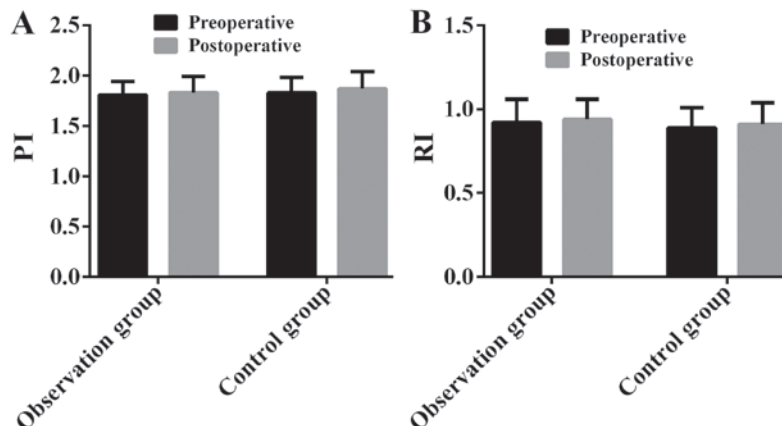 A
PI
2.5
2.0
1.5
1.0
0.5
0.0
Preoperative
Postoperative
Observation group
Control group
B
RI
1.5
1.0
0.5
0.0
Preoperative
Postoperative
Observation group
Control group